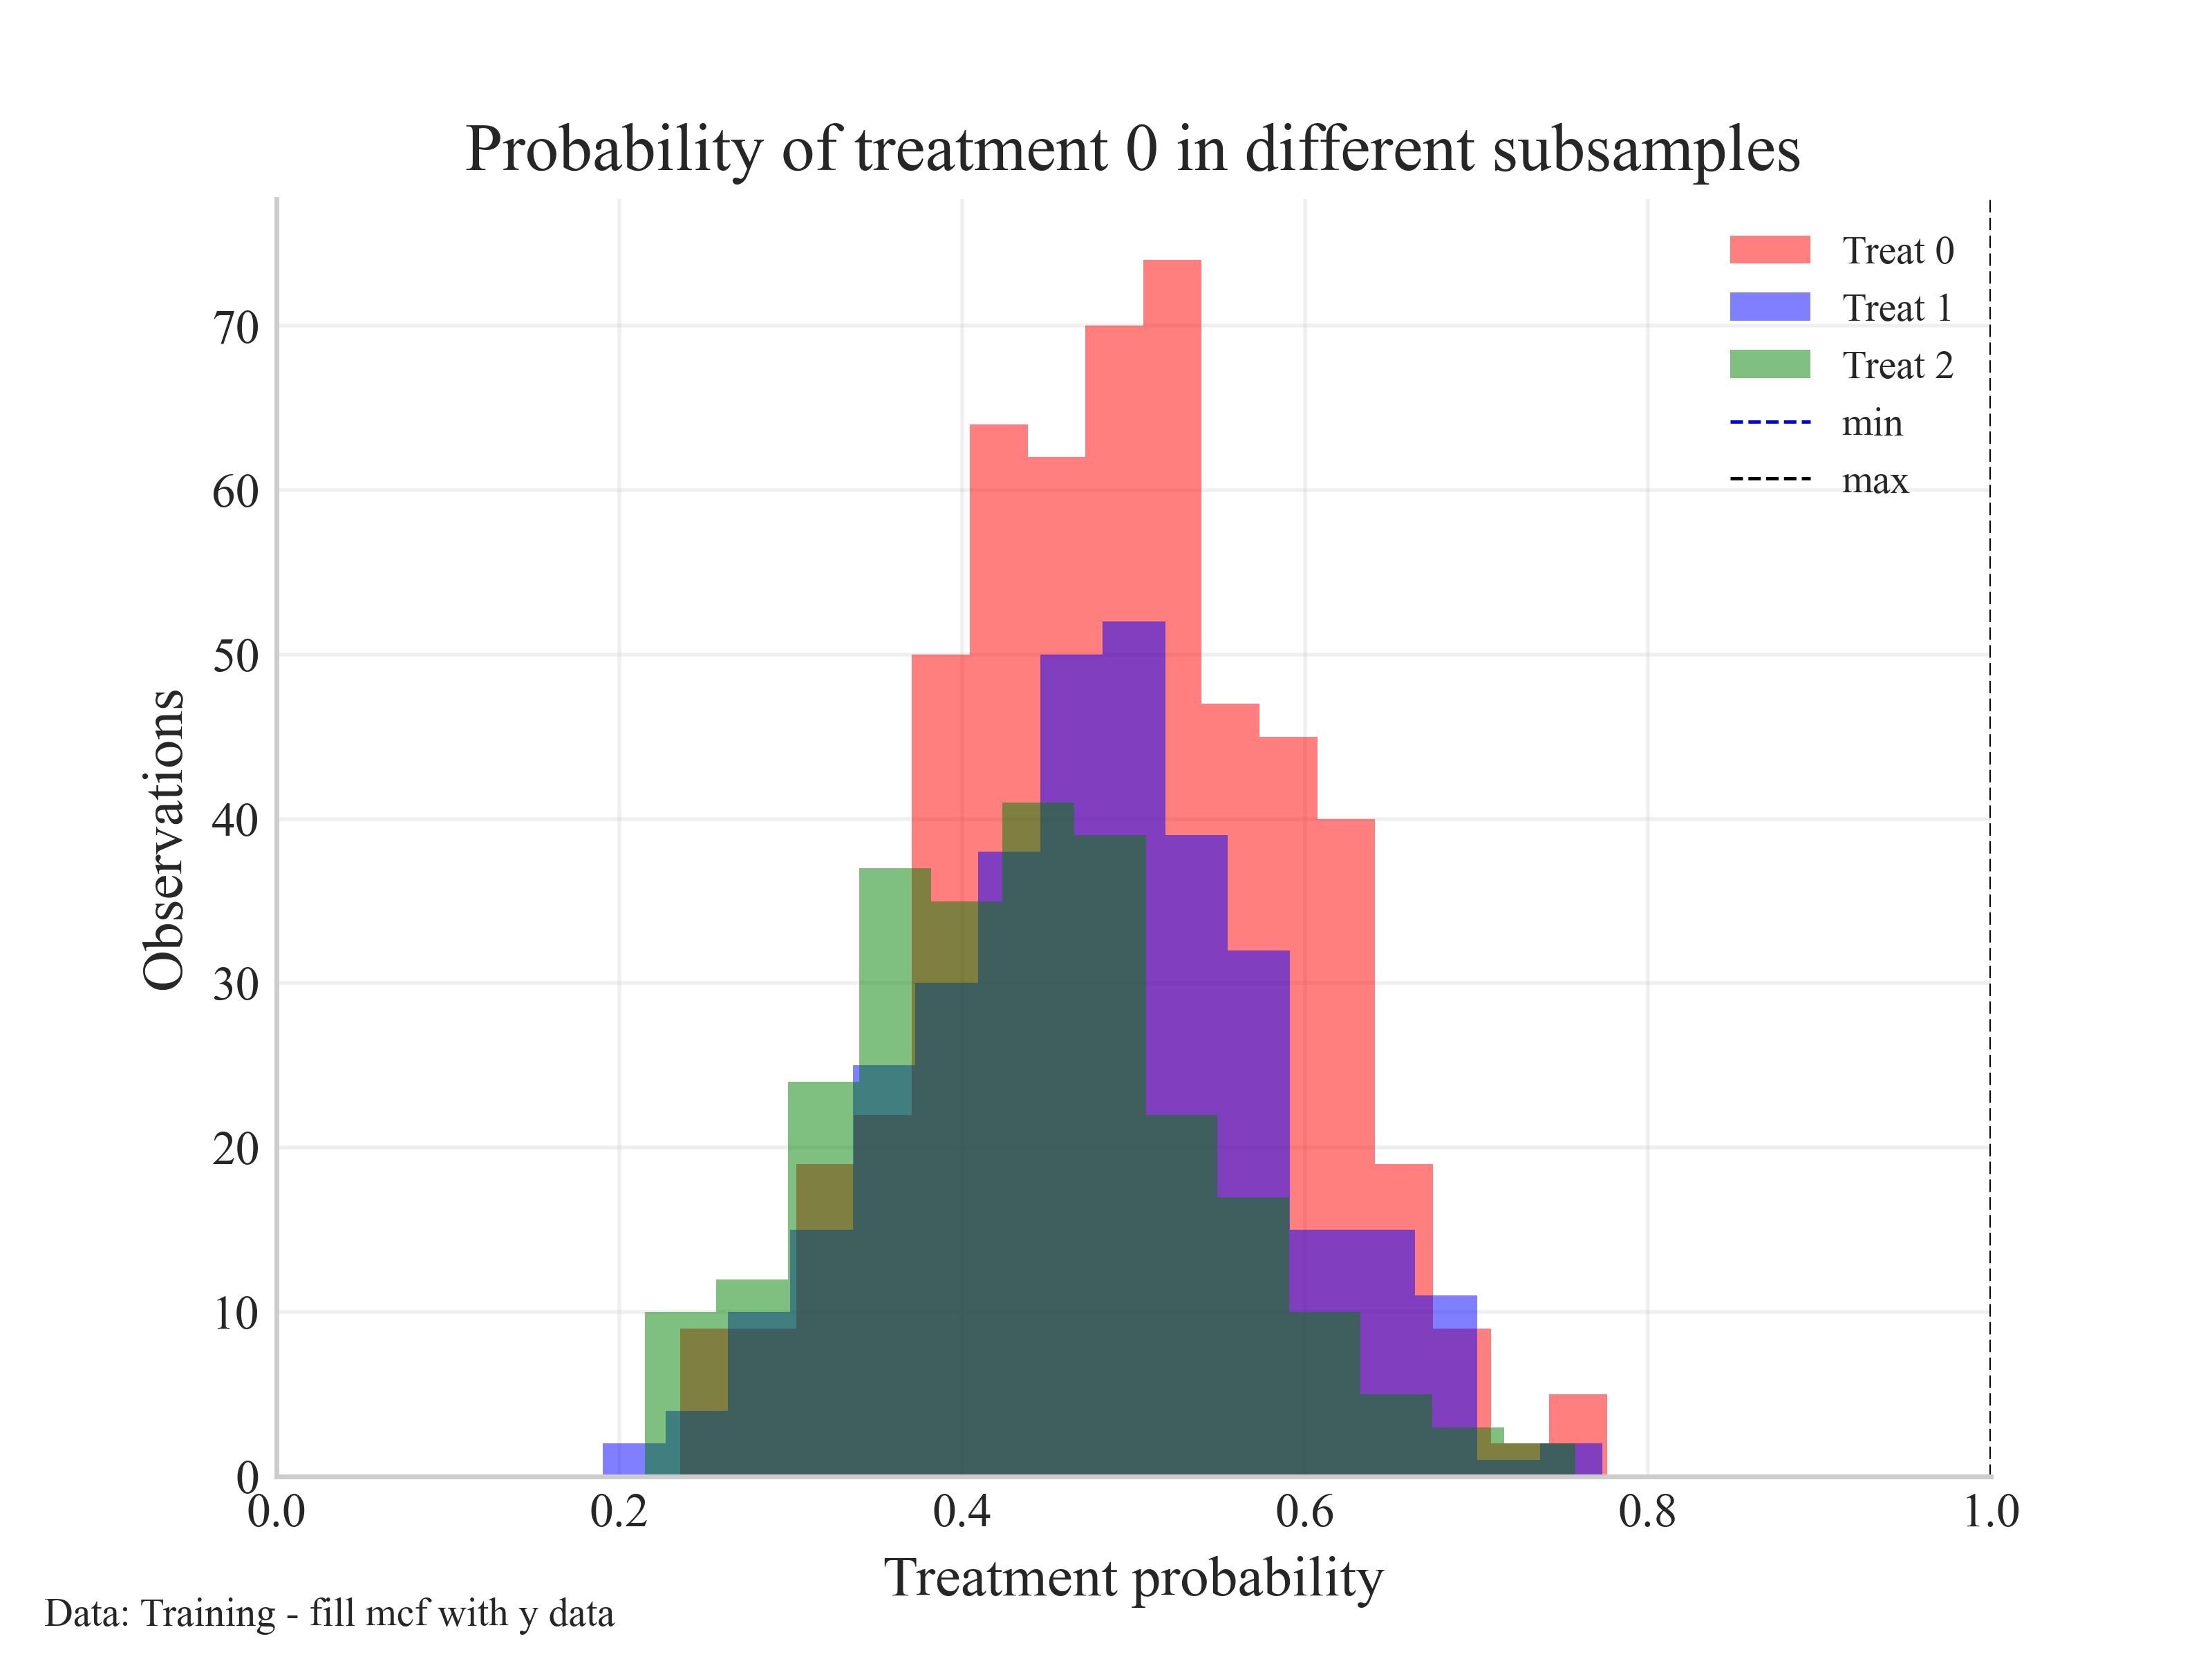 Probability of treatment 0 in different subsamples
Treat 0
Treat 1
Treat 2
min
max
70
60
50
40
30
20
10
0
Observations
0.0 0.2 0.4 0.6 0.8 1.0
Treatment probability
Data: Training - fill mcf with y data